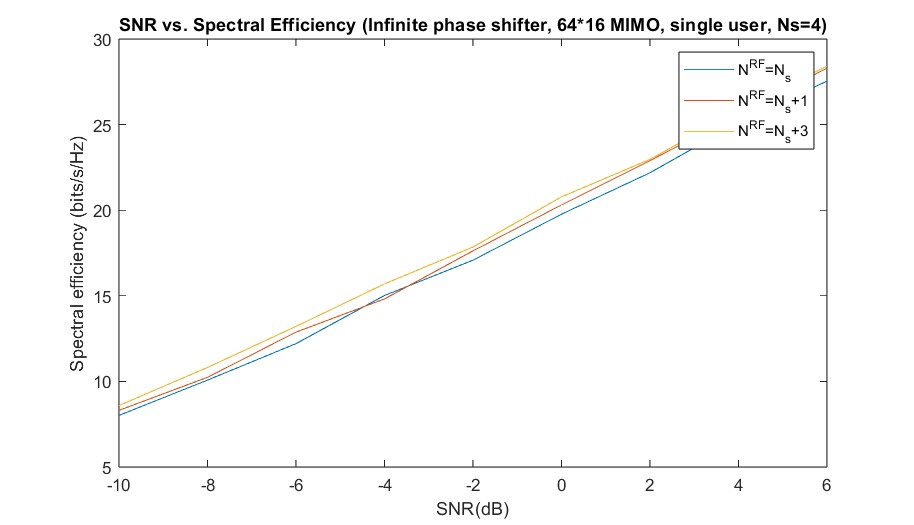 SNR vs. Spectral Efficiency (Infinite phase shifter, 64*16 MIMO, single user, Ns=4)
30
25
20
15
10
5
Spectral efficiency (bits/s/Hz)
N^RF=N_s
N^RF=N_s+1
N^RF=N_s+3
-10 -8 -6 -4 -2 0 2 4 6
SNR(dB)